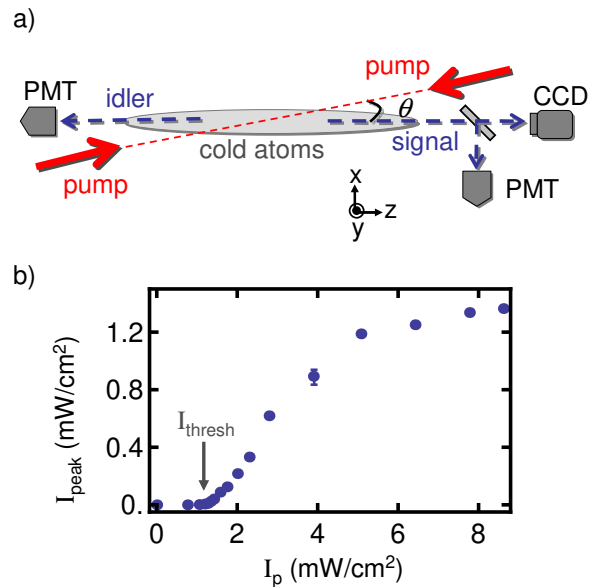 a)
pump
PMT
idler
θ
CCD
cold atoms
signal
pump
x
PMT
z
y
b)
1.2
0.8
I_thresh
0.4
0.
I_peak (mW/cm²)
0 2 4 6 8
I_p (mW/cm²)